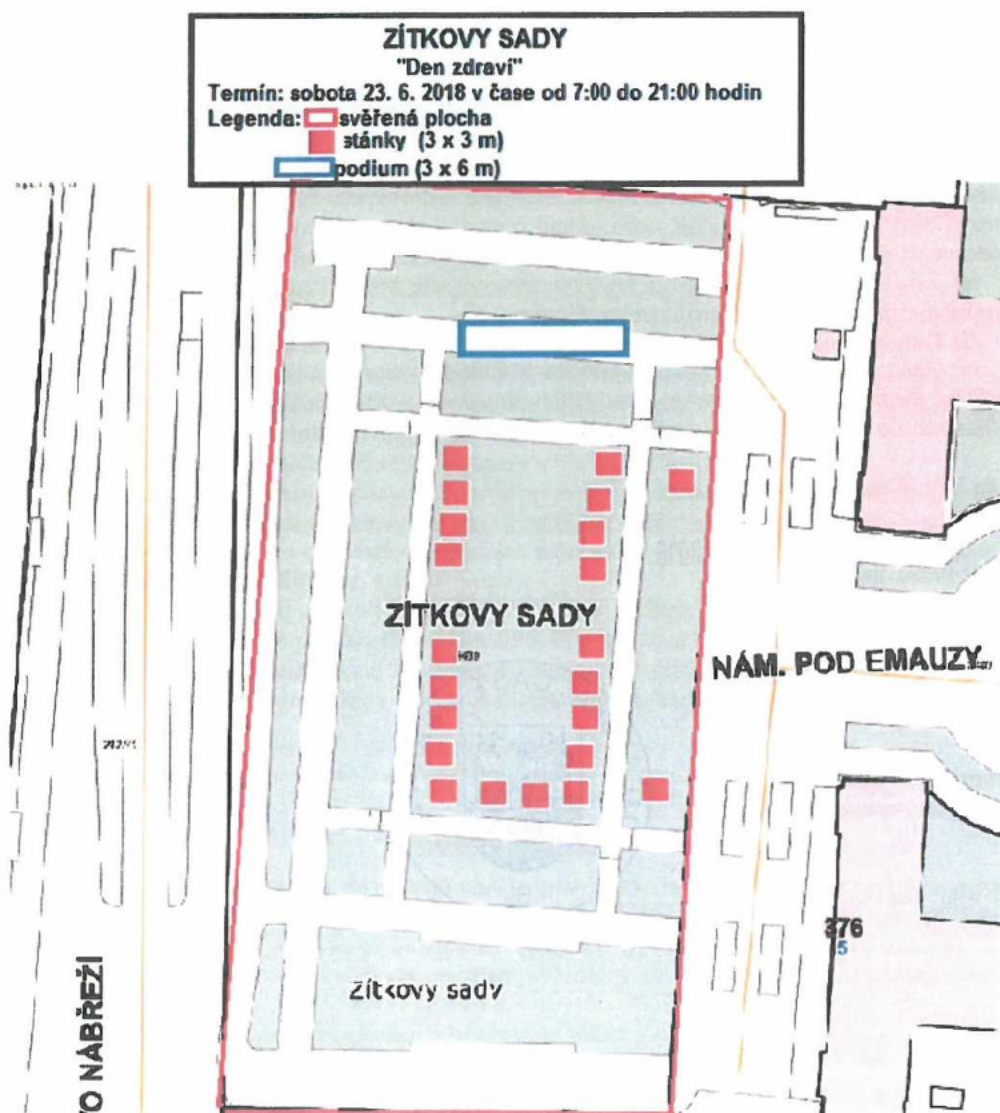 ZÍTKOVY SADY
"Den zdraví"
Termín: sobota 23. 6. 2018 v čase od 7:00 do 21:00 hodin
Legenda: svěřená plocha
stánky (3 x 3 m)
podium (3 x 6 m)
ZÍTKOVY SADY
NÁM. POD EMAUZY
376
5
Zítkovy sady
NÁBŘEŽÍ